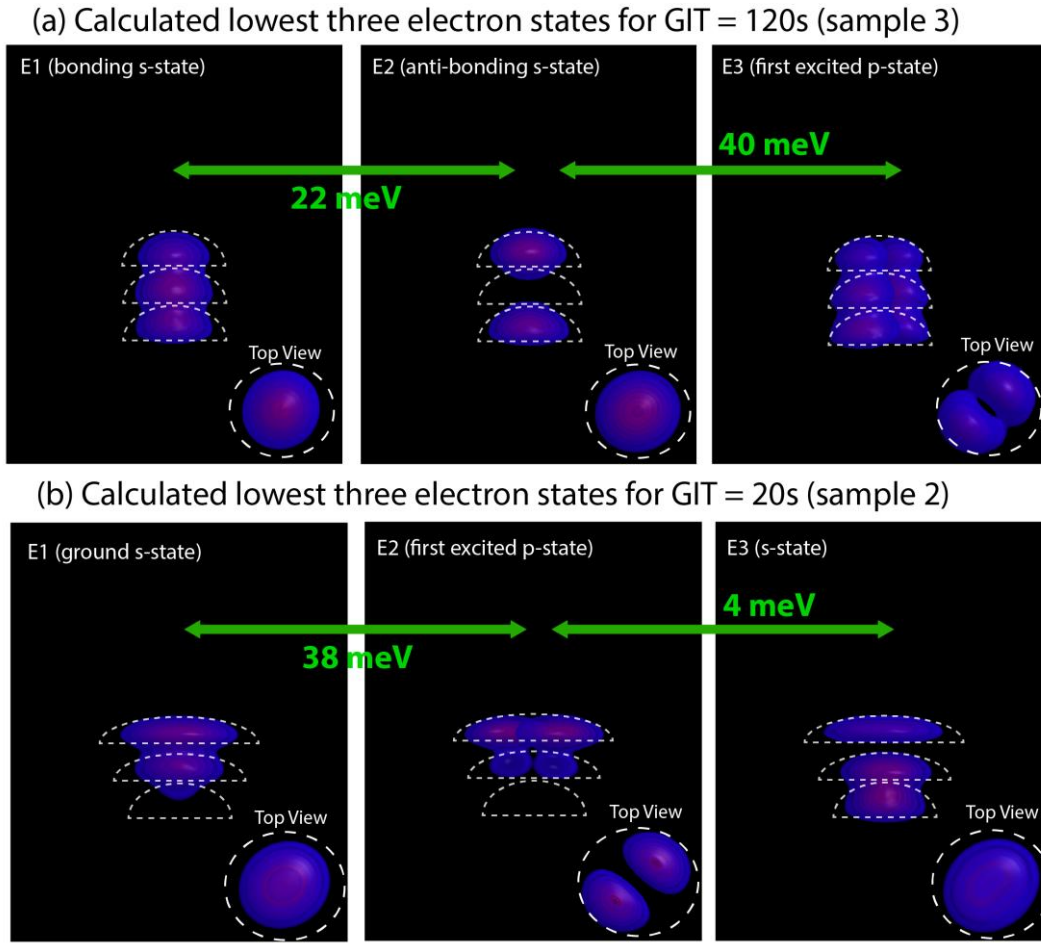 (a) Calculated lowest three electron states for GIT = 120s (sample 3)
E1 (bonding s-state)
E2 (anti-bonding s-state)
E3 (first excited p-state)
40 meV
22 meV
Top View
Top View
Top View
(b) Calculated lowest three electron states for GIT = 20s (sample 2)
E1 (ground s-state)
E2 (first excited p-state)
E3 (s-state)
4 meV
38 meV
Top View
Top View
Top View